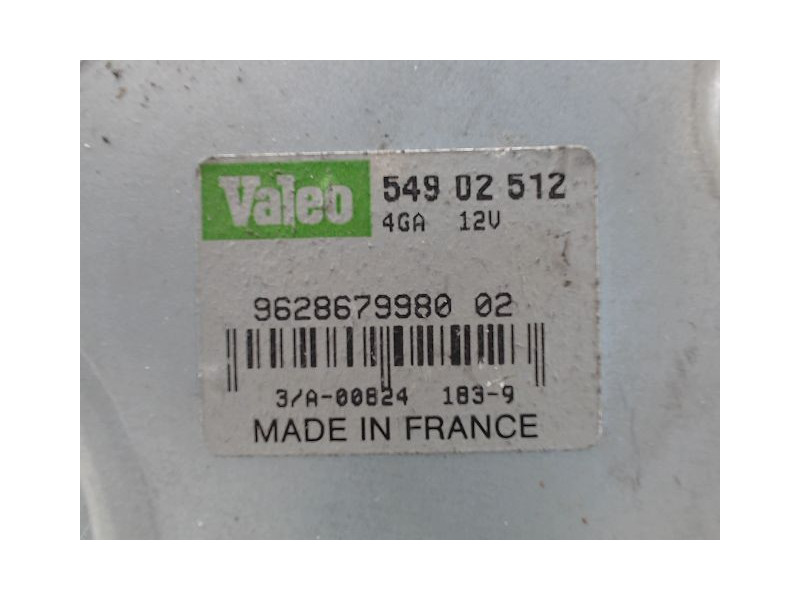 Valeo
549 02 512
4GA 12V
9628679980 02
3/A-00824 183-9
MADE IN FRANCE